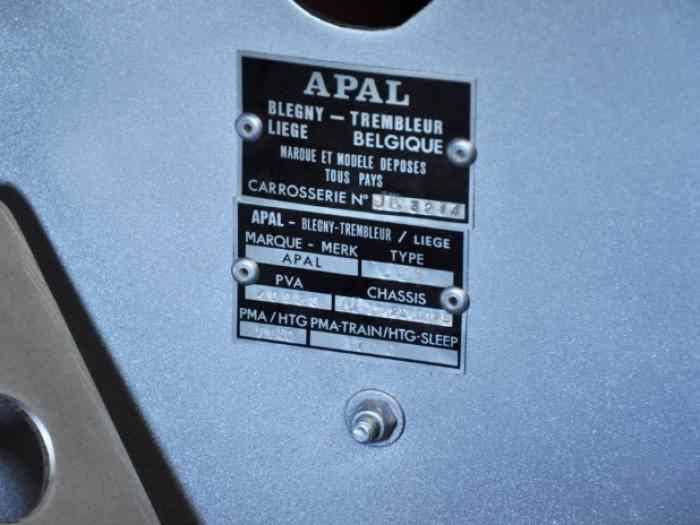 APAL
BLEGNY — TREMBLEUR
LIEGE BELGIQUE
MARQUE ET MODELE DEPOSES
TOUS PAYS
CARROSSERIE N° 3214
APAL - BLEGNY-TREMBLEUR / LIEGE
MARQUE - MERK TYPE
APAL
PVA CHASSIS
PMA/HTG PMA-TRAIN/HTG-SLEEP